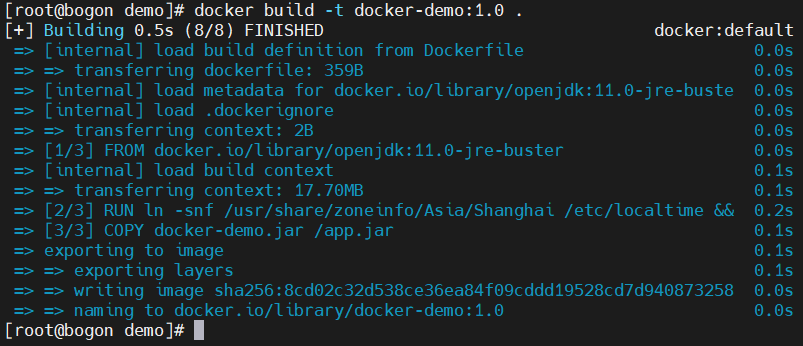 [root@bogon demo]# docker build -t docker-demo:1.0 .
[+] Building 0.5s (8/8) FINISHED docker:default
=> [internal] load build definition from Dockerfile 0.0s
=> => transferring dockerfile: 359B 0.0s
=> [internal] load metadata for docker.io/library/openjdk:11.0-jre-buste 0.0s
=> [internal] load .dockerignore 0.0s
=> => transferring context: 2B 0.0s
=> [1/3] FROM docker.io/library/openjdk:11.0-jre-buster 0.0s
=> [internal] load build context 0.1s
=> => transferring context: 17.70MB 0.1s
=> [2/3] RUN ln -snf /usr/share/zoneinfo/Asia/Shanghai /etc/localtime && 0.2s
=> [3/3] COPY docker-demo.jar /app.jar 0.1s
=> exporting to image 0.1s
=> => exporting layers 0.1s
=> => writing image sha256:8cd02c32d538ce36ea84f09cddd19528cd7d940873258 0.0s
=> => naming to docker.io/library/docker-demo:1.0 0.0s
[root@bogon demo]#